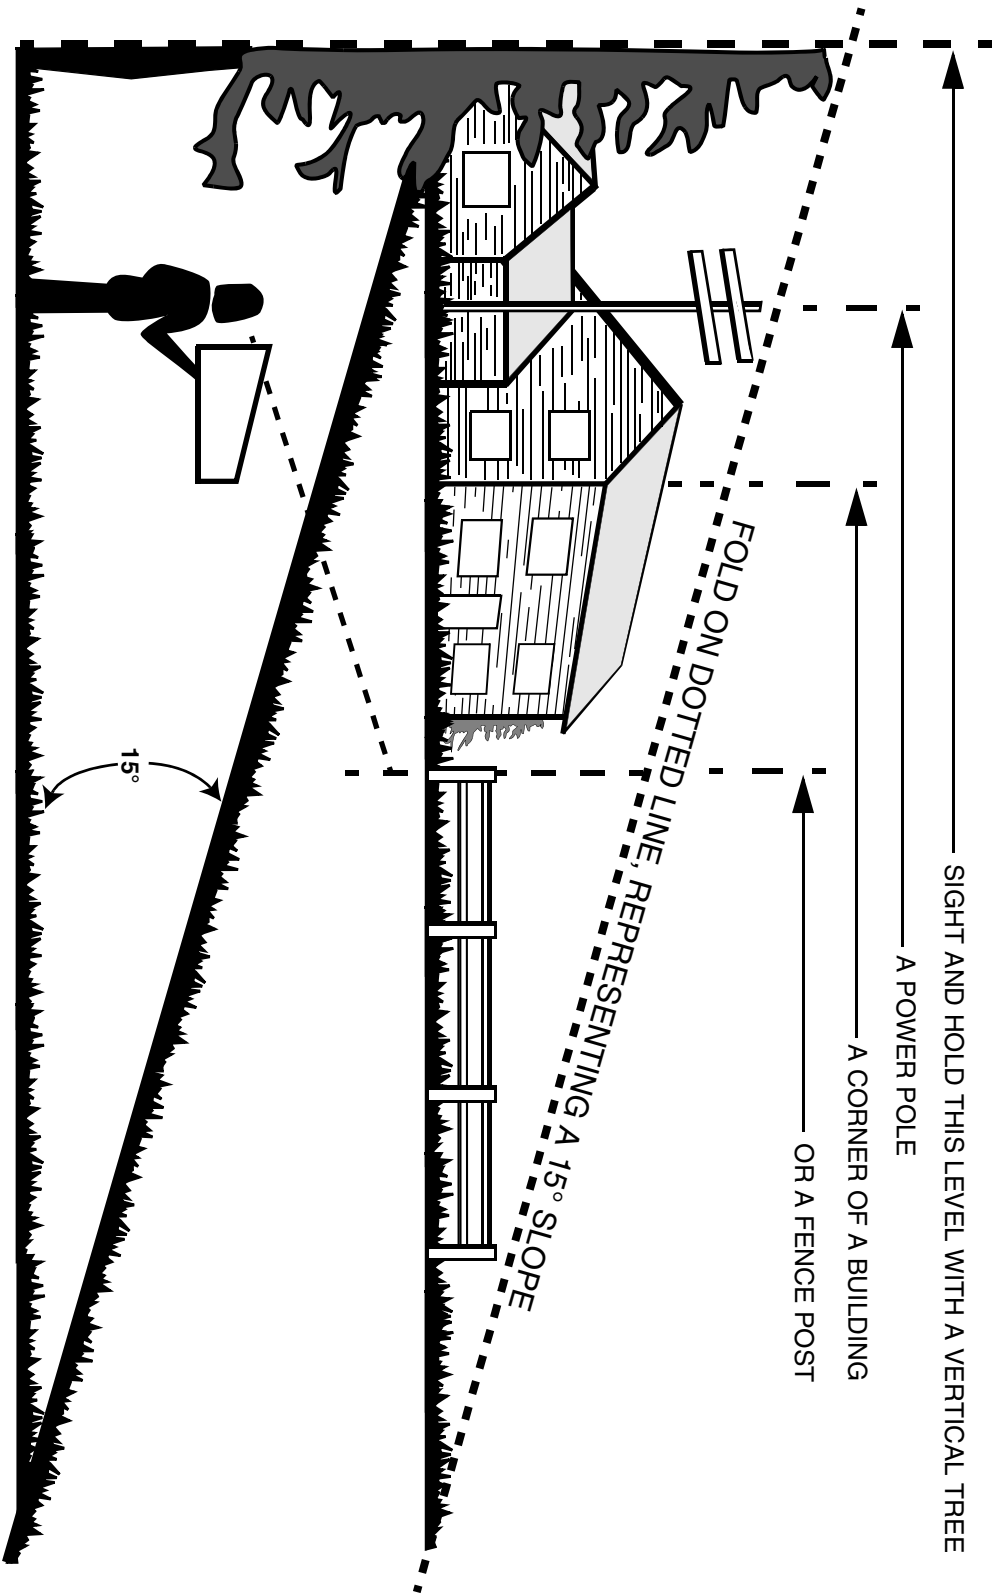 SIGHT AND HOLD THIS LEVEL WITH A VERTICAL TREE
A POWER POLE
A CORNER OF A BUILDING
OR A FENCE POST
FOLD ON DOTTED LINE, REPRESENTING A 15° SLOPE
15°